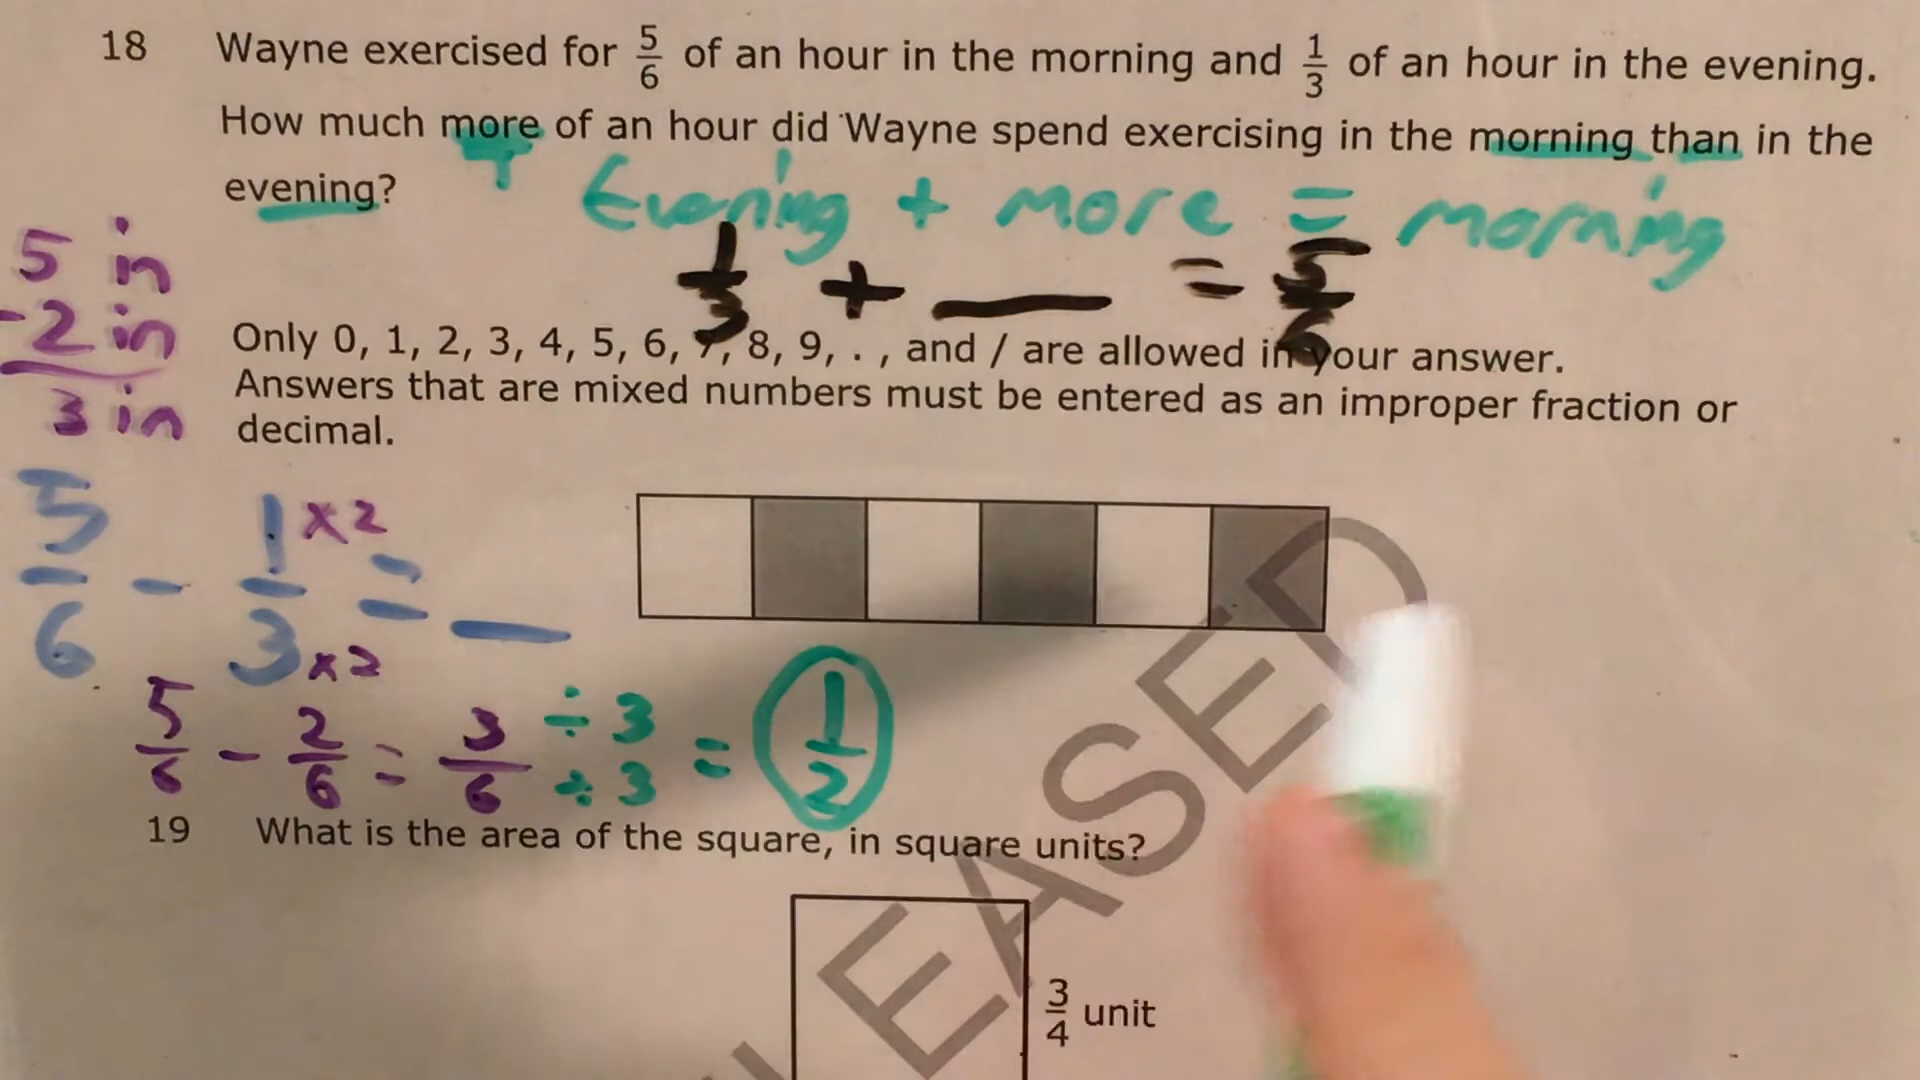 18 Wayne exercised for 5/6 of an hour in the morning and 1/3 of an hour in the evening.
How much more of an hour did Wayne spend exercising in the morning than in the
evening?
+
Evening + more = morning
1/3 + __ = 5/6
5 in
-2 in
3 in
Only 0, 1, 2, 3, 4, 5, 6, 7, 8, 9, . , and / are allowed in your answer.
Answers that are mixed numbers must be entered as an improper fraction or
decimal.
5/6 - 1/3 x2 x2 = __
5/6 - 2/6 = 3/6 ÷ 3 ÷ 3 = 1/2
19 What is the area of the square, in square units?
3/4 unit
EASED